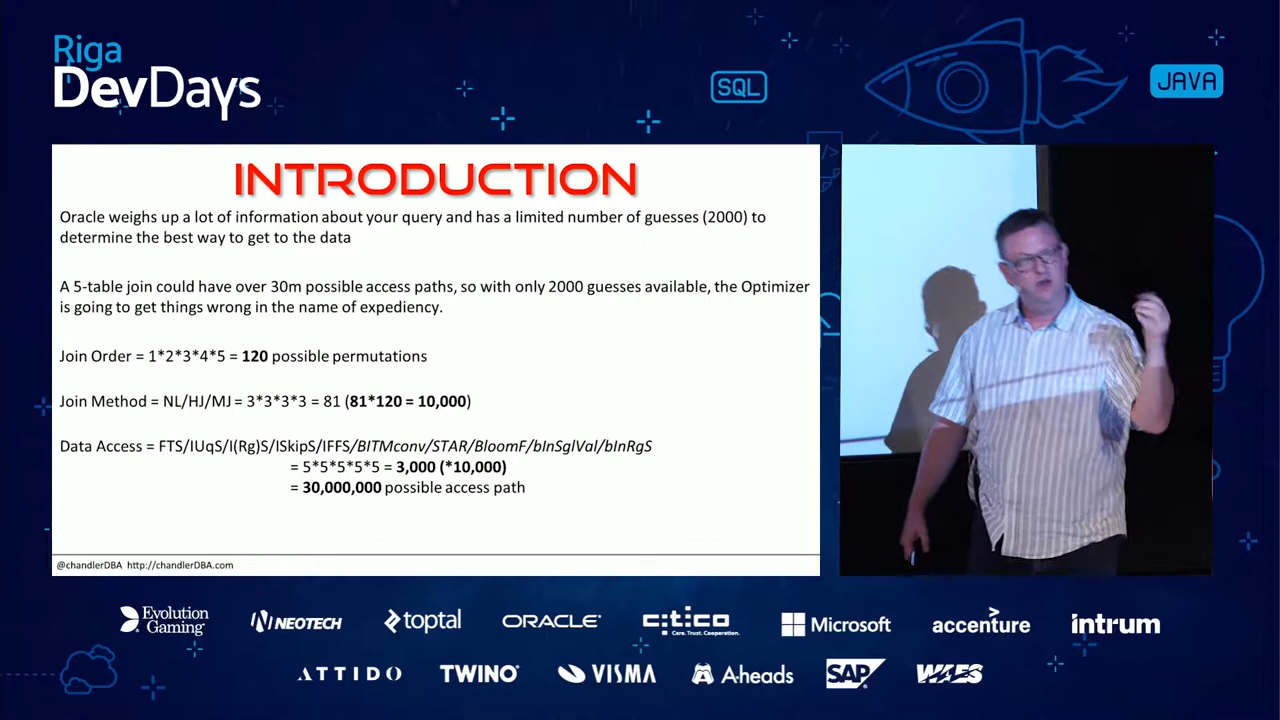 Riga
DevDays
SQL
JAVA
</>
INTRODUCTION
Oracle weighs up a lot of information about your query and has a limited number of guesses (2000) to
determine the best way to get to the data
A 5-table join could have over 30m possible access paths, so with only 2000 guesses available, the Optimizer
is going to get things wrong in the name of expediency.
Join Order = 1*2*3*4*5 = 120 possible permutations
Join Method = NL/HJ/MJ = 3*3*3*3 = 81 (81*120 = 10,000)
Data Access = FTS/IUqS/I(Rg)S/ISkipS/IFFS/BITMconv/STAR/BloomF/bInSglVal/bInRgS
= 5*5*5*5*5 = 3,000 (*10,000)
= 30,000,000 possible access path
@chandlerDBA http://chandlerDBA.com
Evolution
Gaming
NEOTECH
toptal
ORACLE
citco
Care. Trust. Cooperation.
Microsoft
accenture
intrum
ATTIDO
TWINO
VISMA
A-heads
SAP
WAES